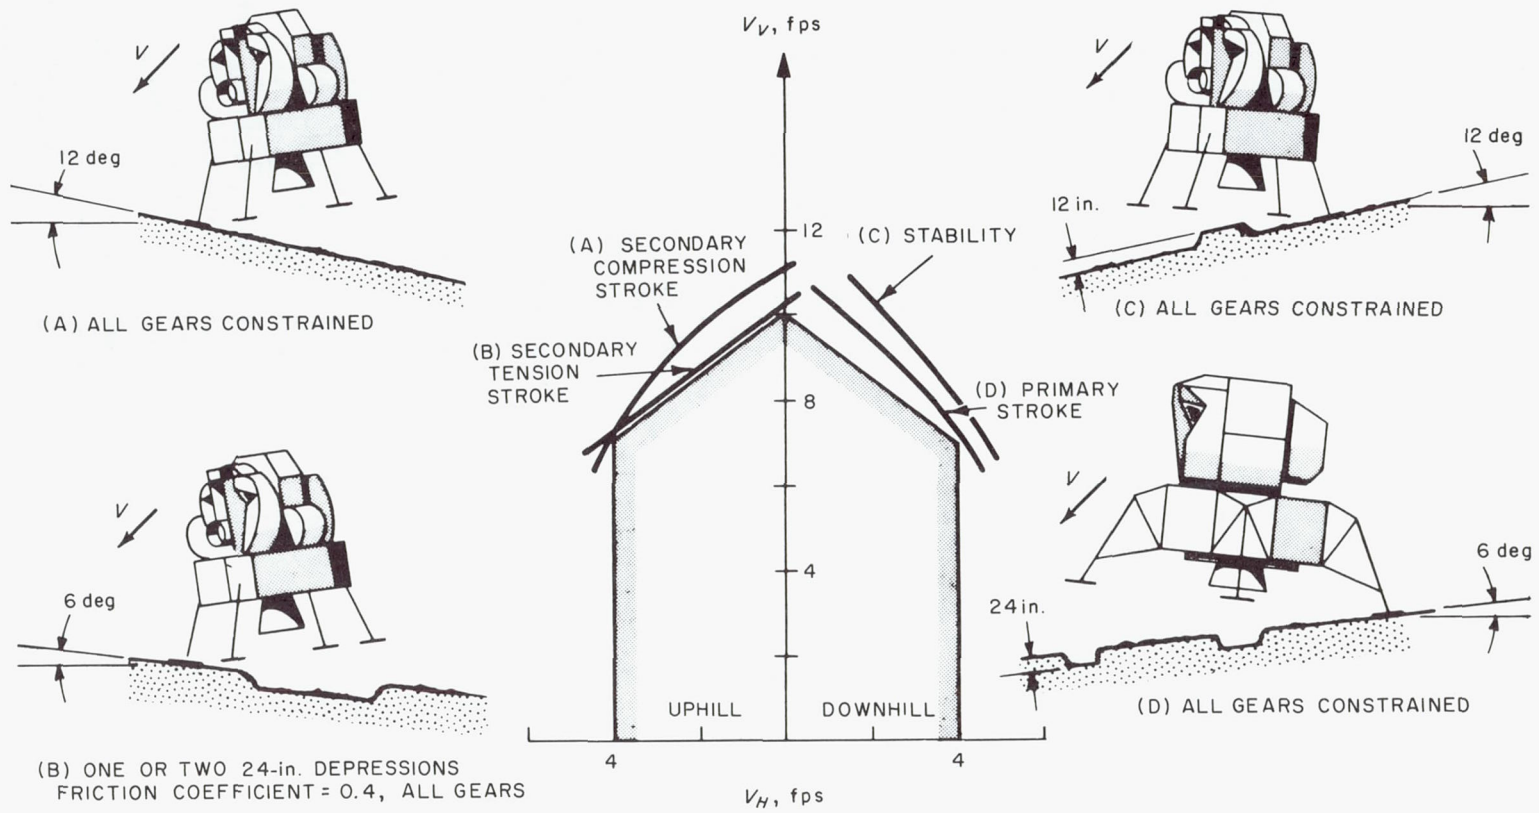 V
12 deg
(A) ALL GEARS CONSTRAINED
V
6 deg
(B) ONE OR TWO 24-in. DEPRESSIONS
FRICTION COEFFICIENT = 0.4, ALL GEARS
V_V, fps
12
8
4
(A) SECONDARY
COMPRESSION
STROKE
(B) SECONDARY
TENSION
STROKE
(C) STABILITY
(D) PRIMARY
STROKE
UPHILL
DOWNHILL
4
4
V_H, fps
V
12 deg
12 in.
(C) ALL GEARS CONSTRAINED
V
6 deg
24 in.
(D) ALL GEARS CONSTRAINED